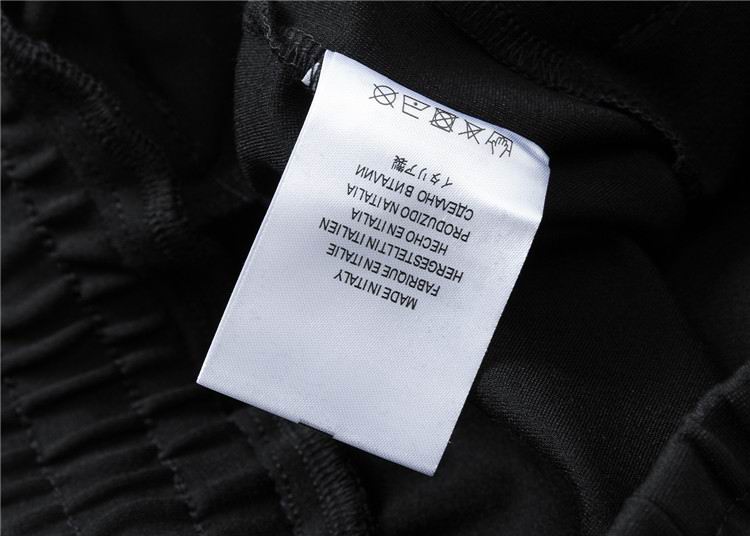 MADE IN ITALY
FABRIQUE EN ITALIE
HERGESTELLT IN ITALIEN
HECHO EN ITALIA
PRODUZIDO NA ITALIA
СДЕЛАНО В ИТАЛИИ
イタリア製